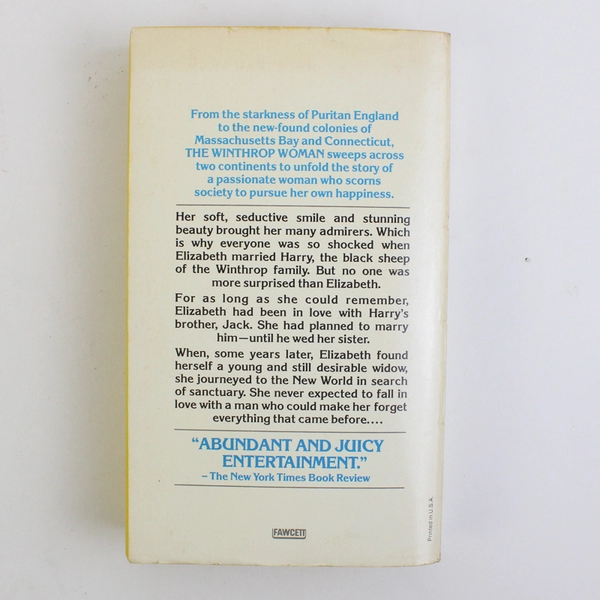 From the starkness of Puritan England
to the new-found colonies of
Massachusetts Bay and Connecticut,
THE WINTHROP WOMAN sweeps across
two continents to unfold the story of
a passionate woman who scorns
society to pursue her own happiness.
Her soft, seductive smile and stunning
beauty brought her many admirers. Which
is why everyone was so shocked when
Elizabeth married Harry, the black sheep
of the Winthrop family. But no one was
more surprised than Elizabeth.
For as long as she could remember,
Elizabeth had been in love with Harry's
brother, Jack. She had planned to marry
him—until he wed her sister.
When, some years later, Elizabeth found
herself a young and still desirable widow,
she journeyed to the New World in search
of sanctuary. She never expected to fall in
love with a man who could make her forget
everything that came before....
“ABUNDANT AND JUICY
ENTERTAINMENT.”
– The New York Times Book Review
FAWCETT
Printed in U.S.A.